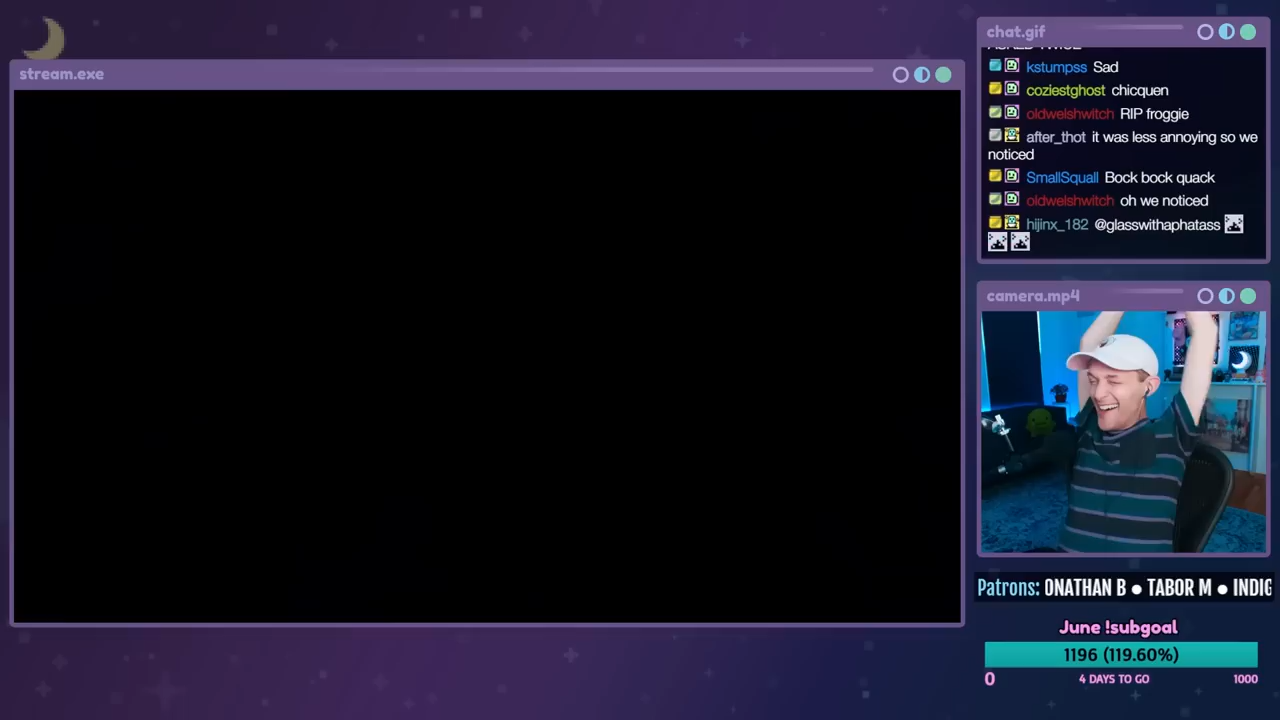 stream.exe
chat.gif
ASKED TWICE
kstumpss Sad
coziestghost chicquen
oldwelshwitch RIP froggie
after_thot it was less annoying so we
noticed
SmallSquall Bock bock quack
oldwelshwitch oh we noticed
hijinx_182 @glasswithaphatass
camera.mp4
Patrons: ONATHAN B ● TABOR M ● INDIG
June !subgoal
1196 (119.60%)
0 4 DAYS TO GO 1000